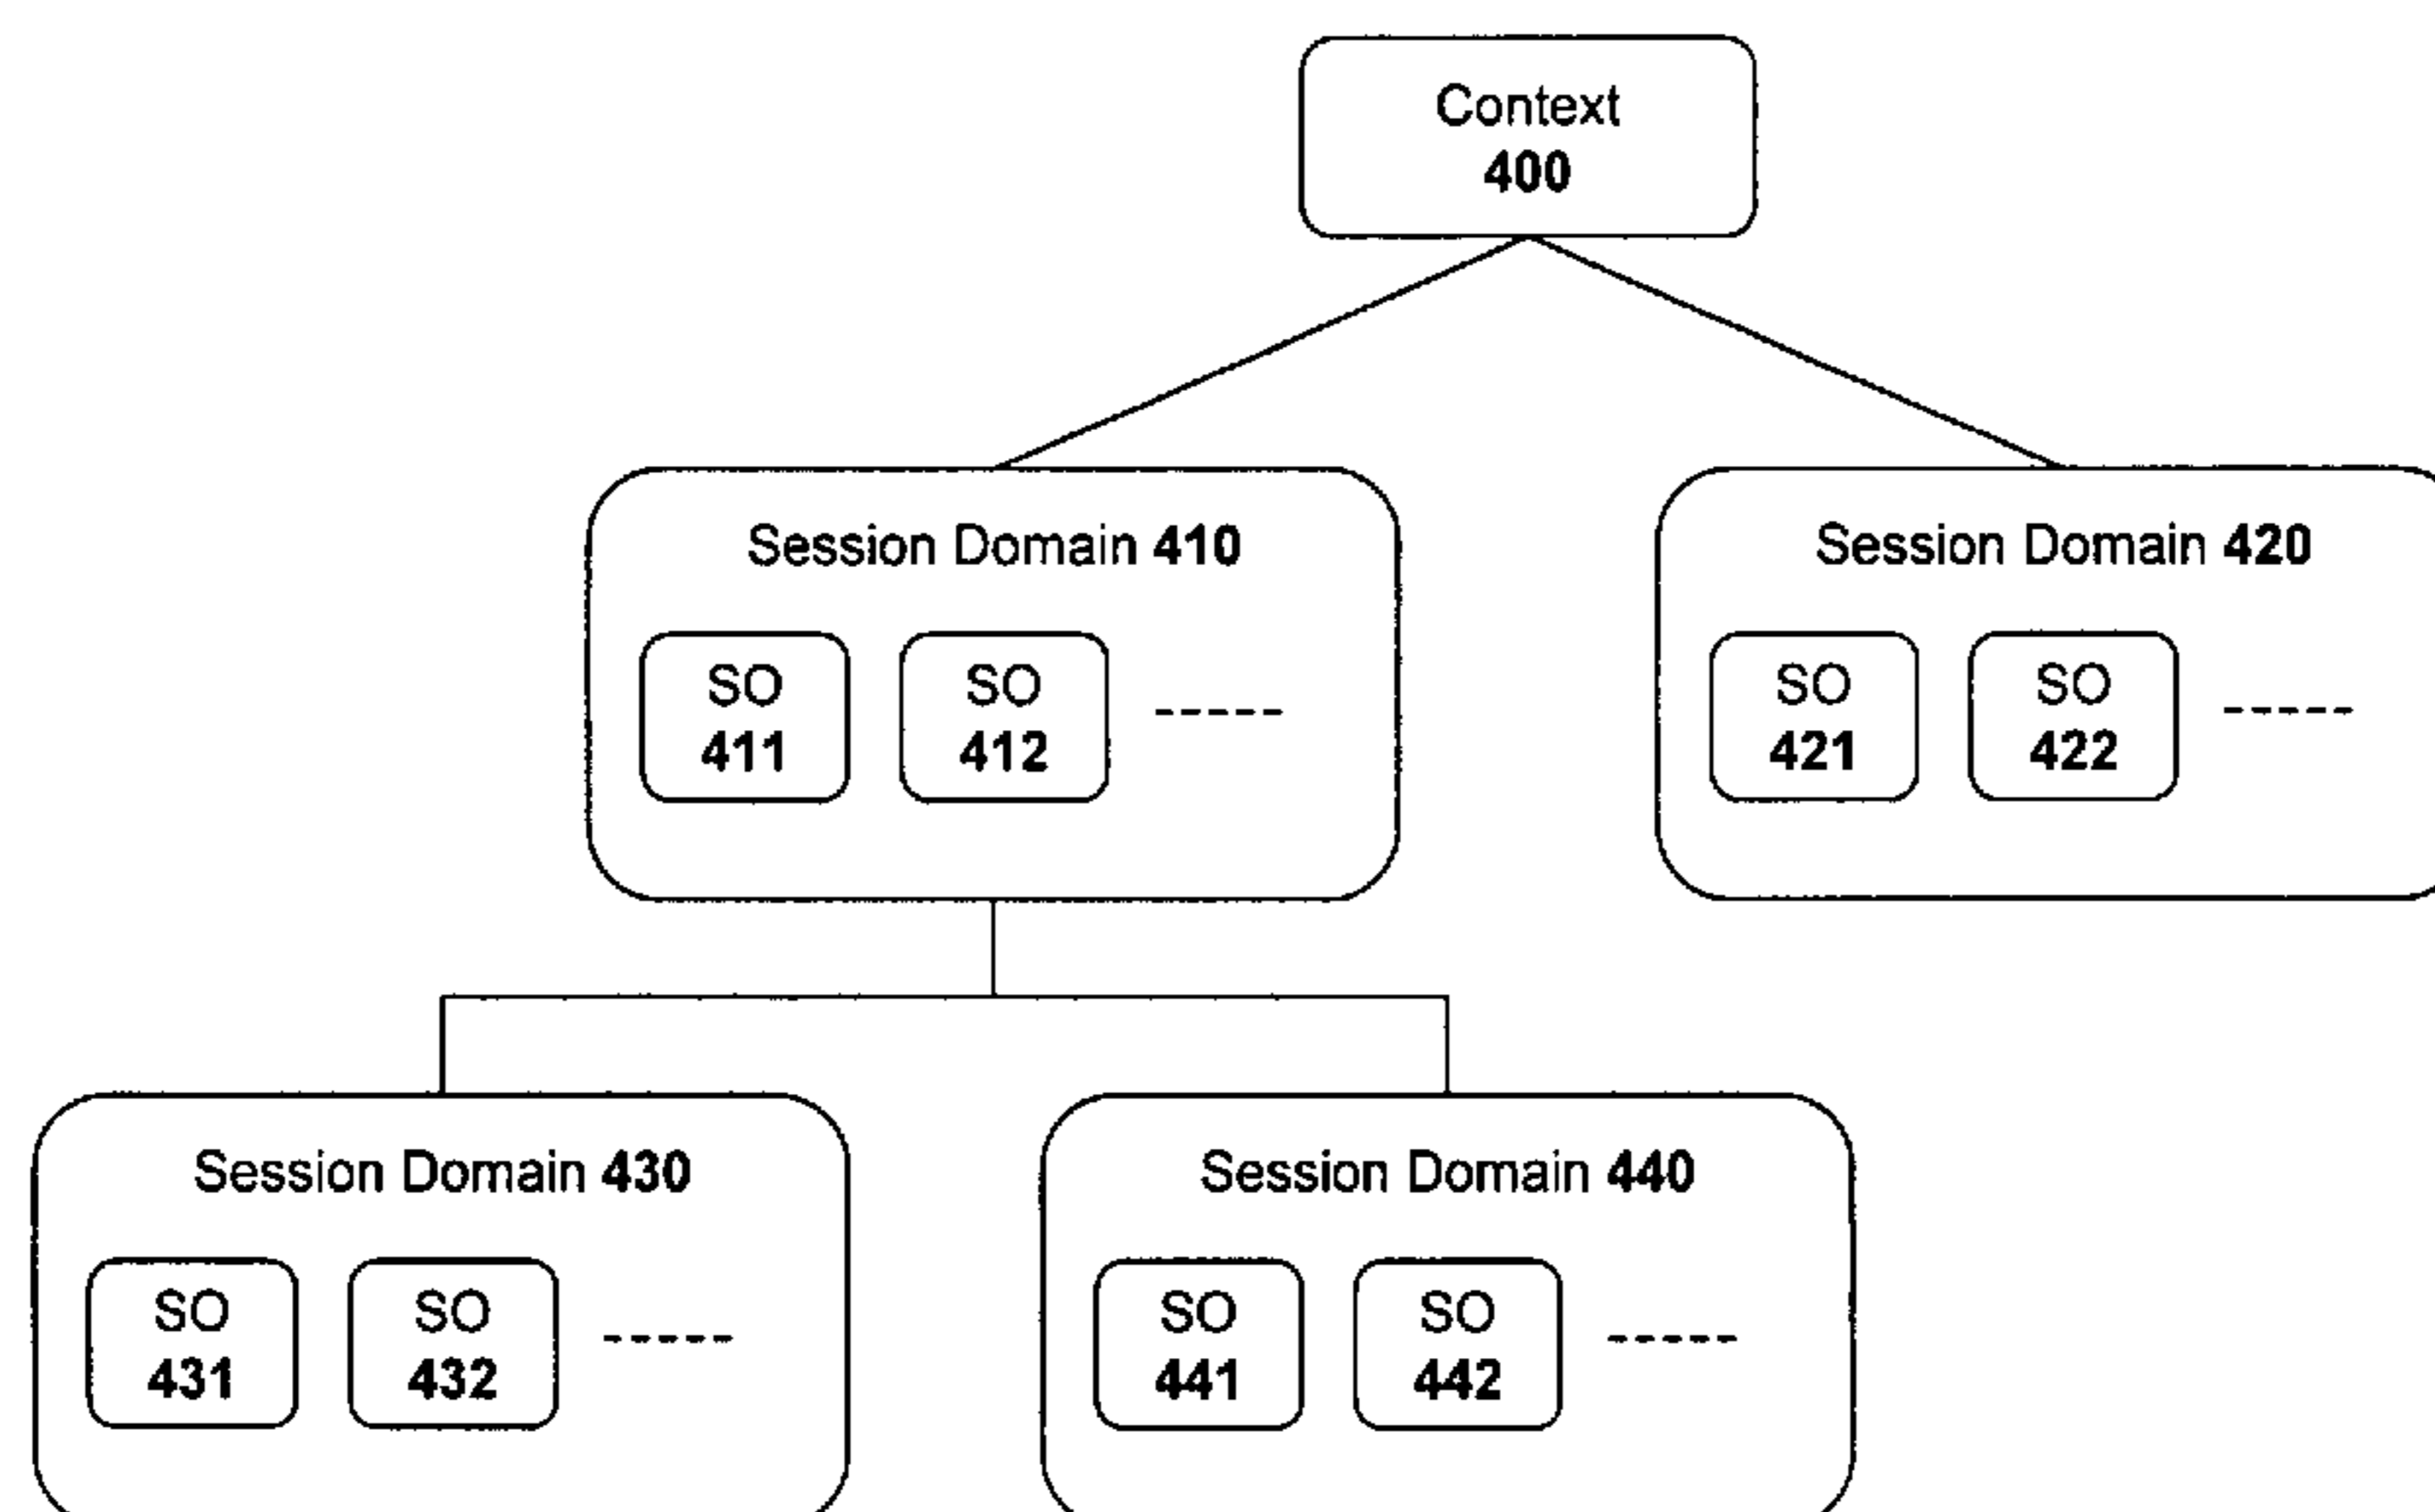 Context
400
Session Domain 410
SO
411
SO
412
-----
Session Domain 420
SO
421
SO
422
-----
Session Domain 430
SO
431
SO
432
-----
Session Domain 440
SO
441
SO
442
-----